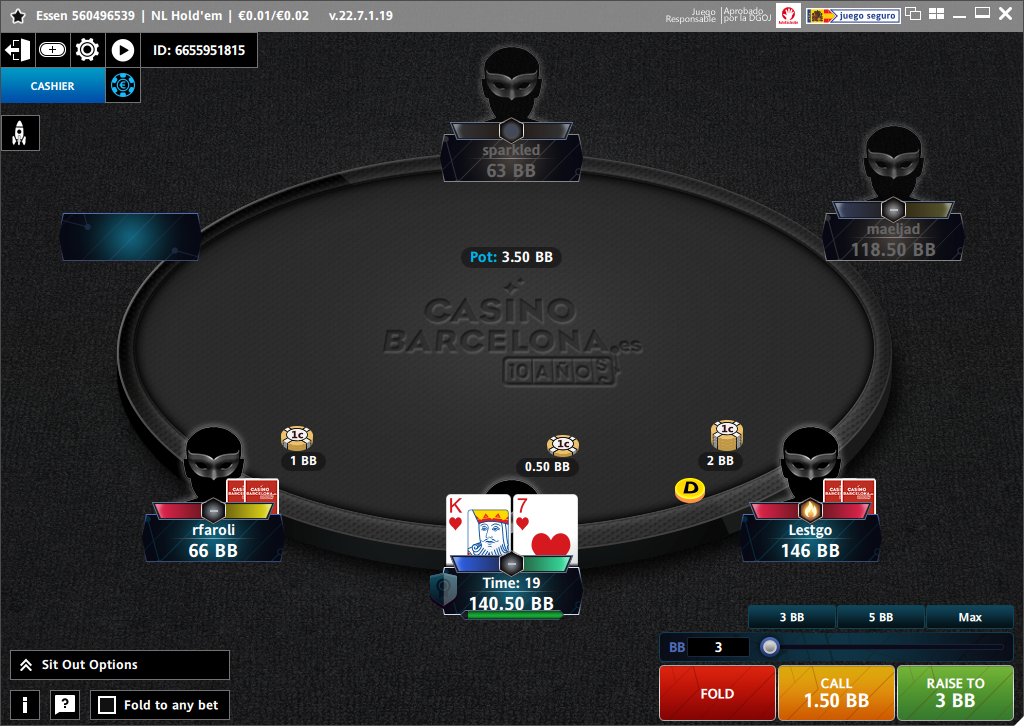 Essen 560496539 | NL Hold'em | €0.01/€0.02 v.22.7.1.19
Juego Responsable
Aprobado por la DGOJ
juego seguro
ID: 6655951815
CASHIER
sparkled
63 BB
maeljad
118.50 BB
Pot: 3.50 BB
CASINO
BARCELONA.es
10 AÑOS
1c
1 BB
1c
0.50 BB
1c
2 BB
D
rfaroli
66 BB
K
7
Time: 19
140.50 BB
Lestgo
146 BB
3 BB
5 BB
Max
BB 3
FOLD
CALL
1.50 BB
RAISE TO
3 BB
Sit Out Options
i
?
Fold to any bet